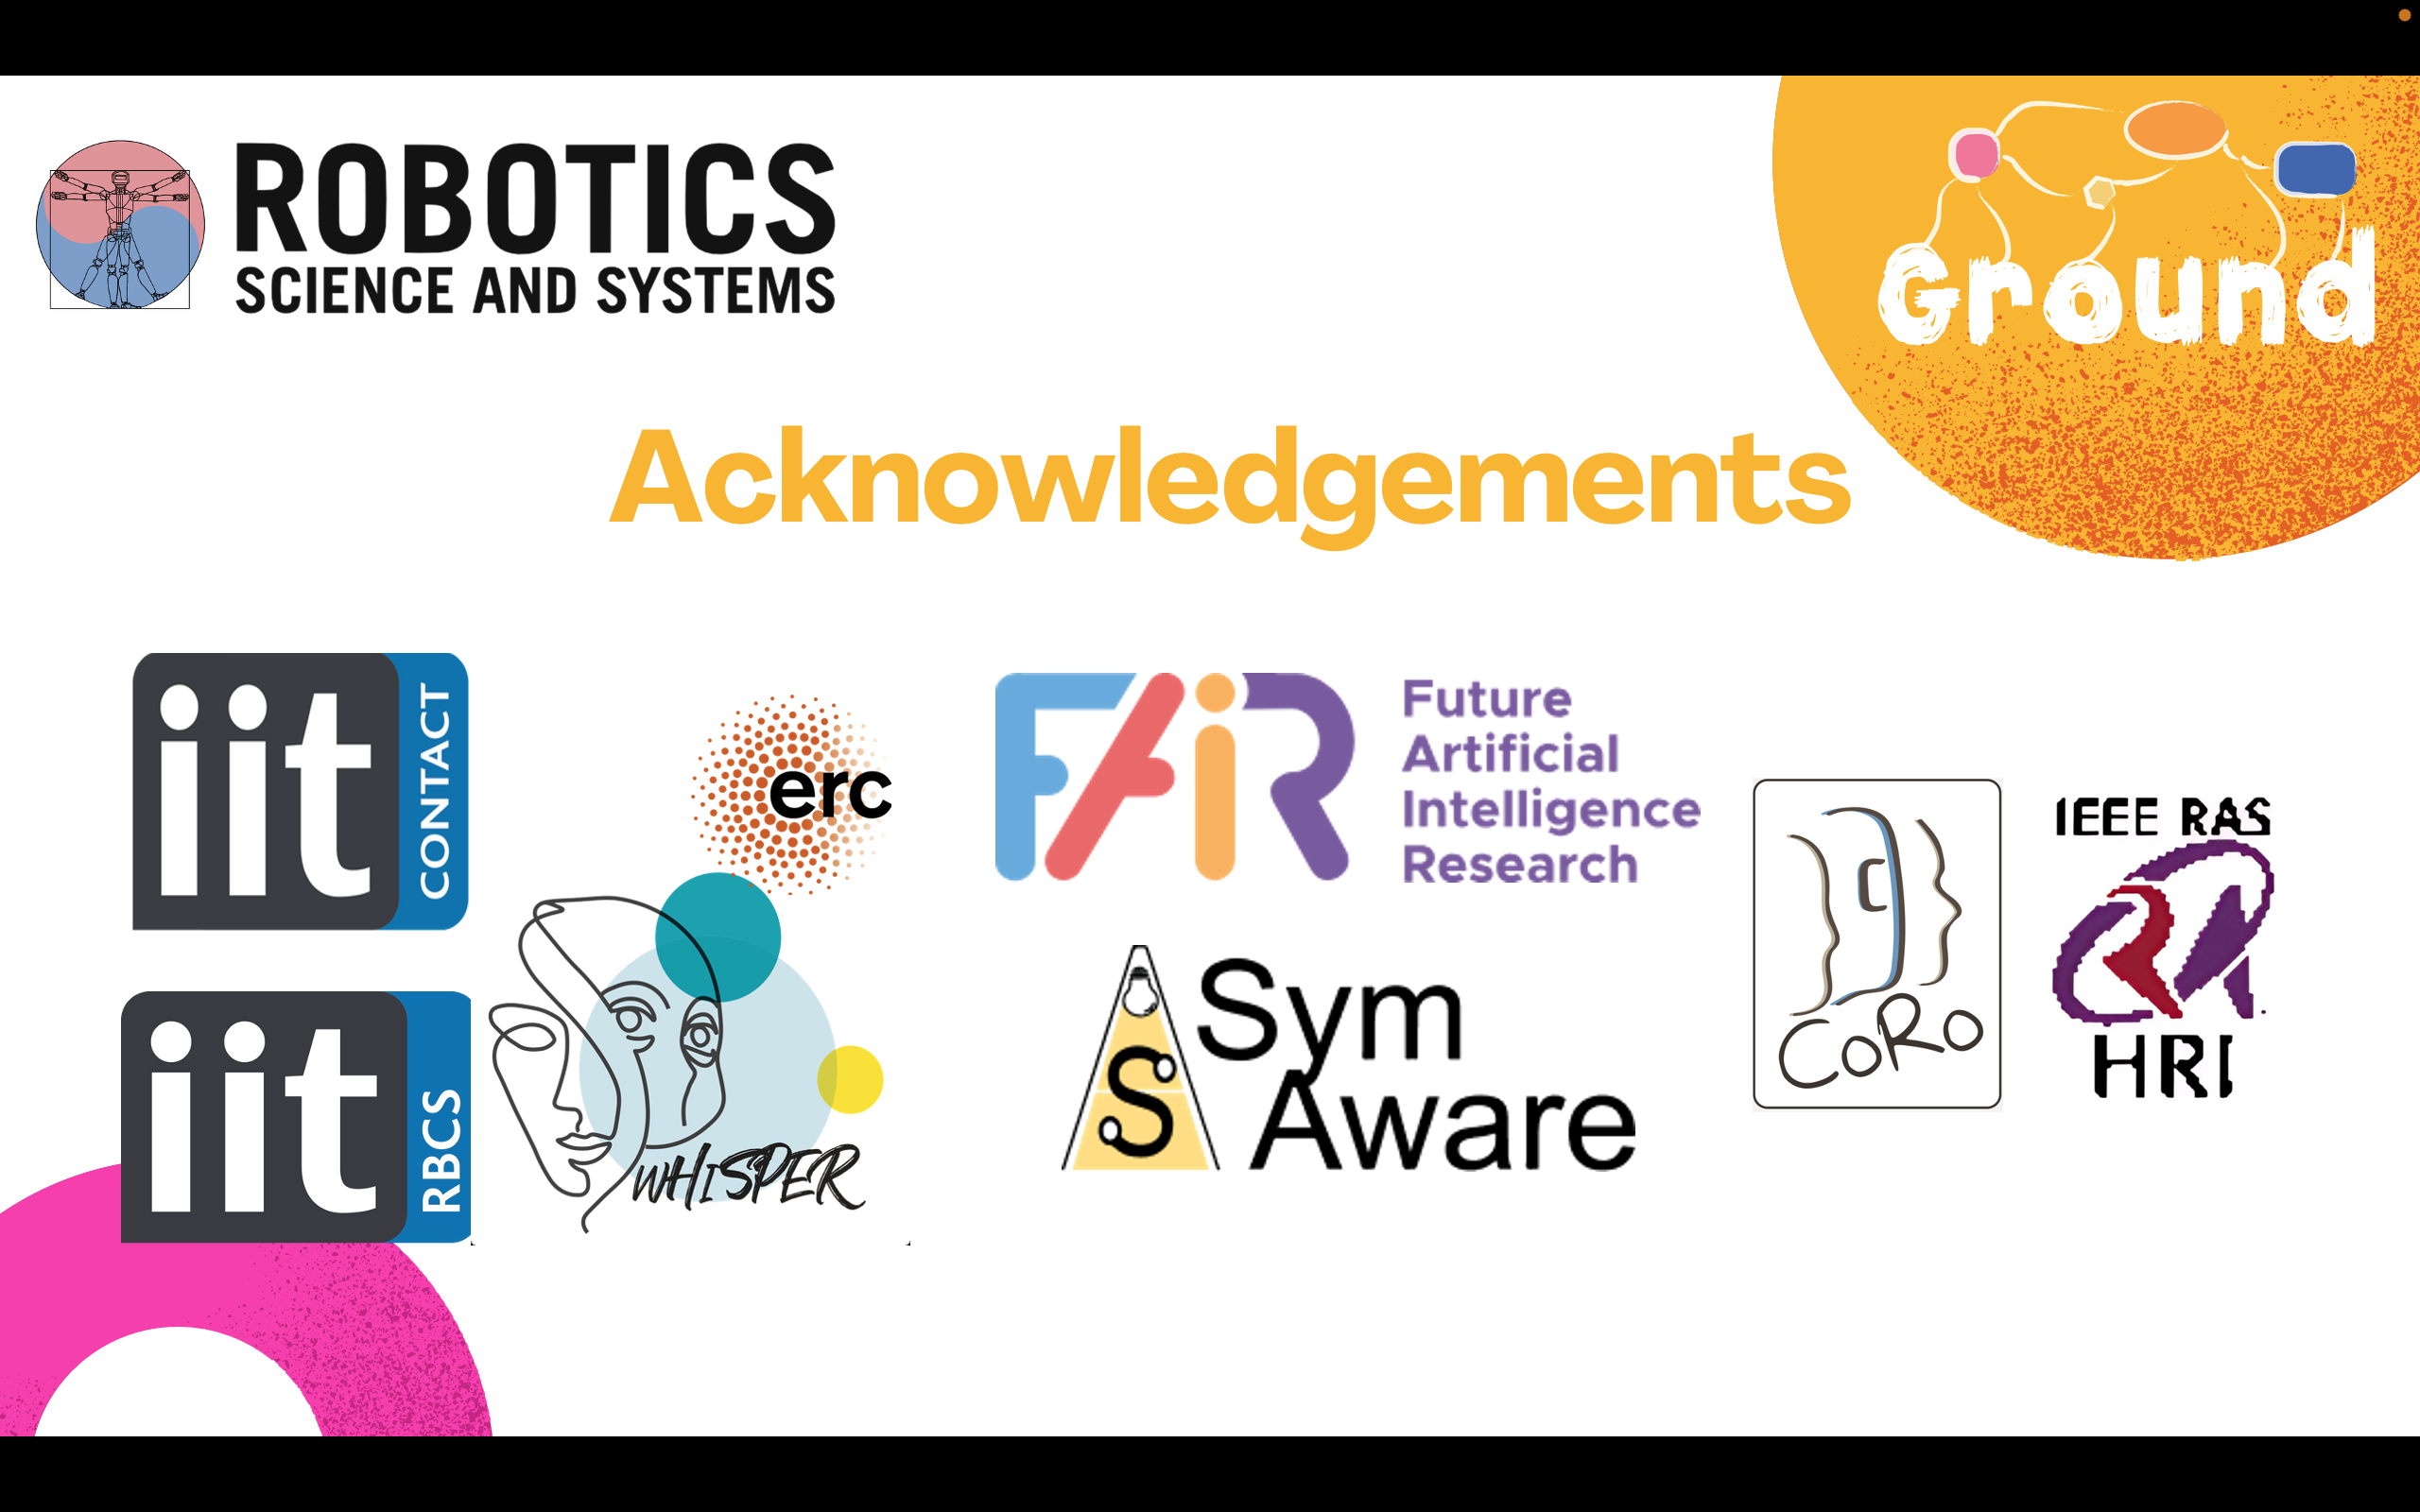 ROBOTICS
SCIENCE AND SYSTEMS
Ground
Acknowledgements
iit
CONTACT
erc
FAiR
Future
Artificial
Intelligence
Research
iit
RBCS
WHiSPER
S
Sym
Aware
C
CoRo
IEEE RAS
HRI